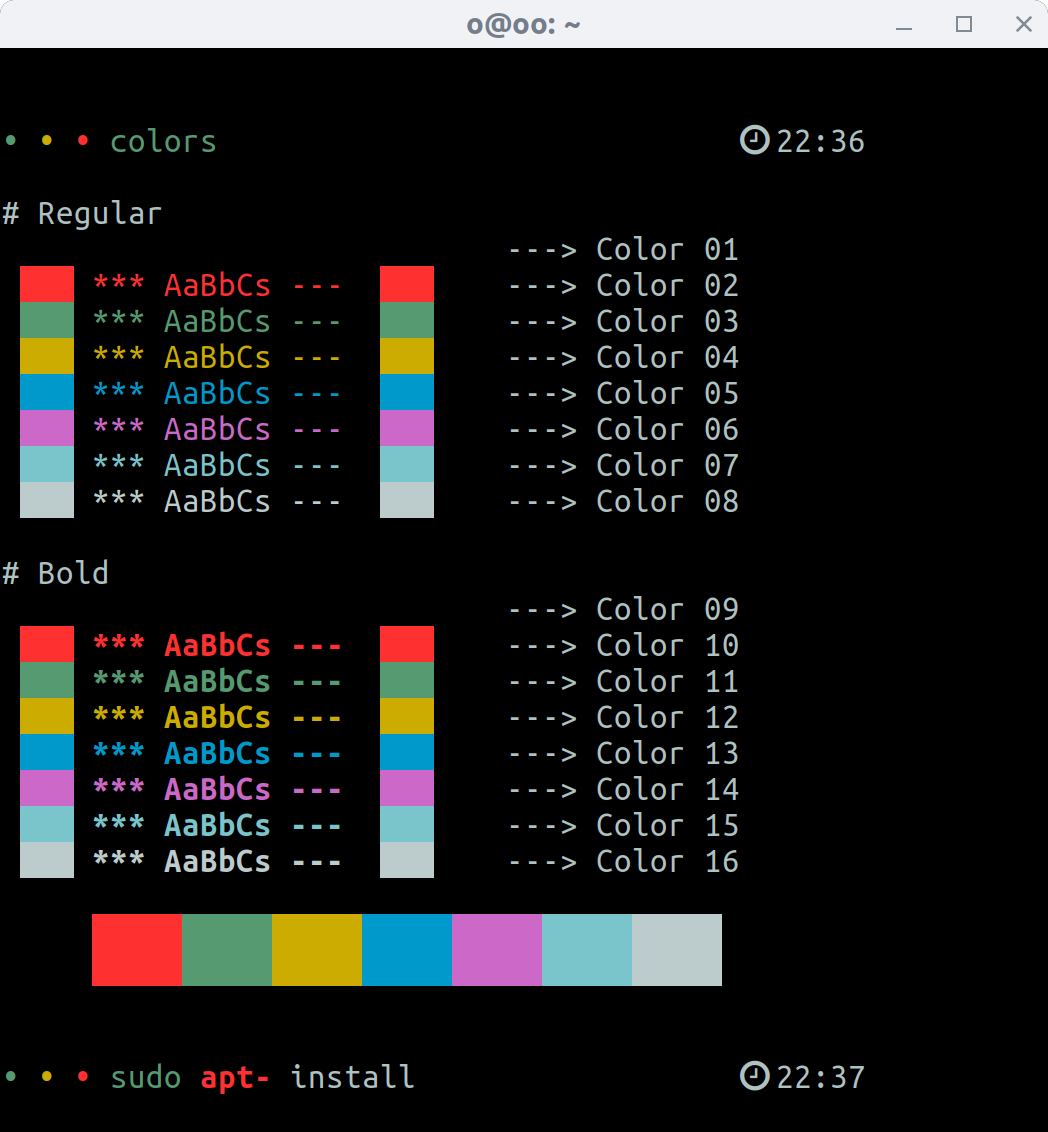 o@oo: ~
• • • colors 22:36
# Regular
---> Color 01
*** AaBbCs --- ---> Color 02
*** AaBbCs --- ---> Color 03
*** AaBbCs --- ---> Color 04
*** AaBbCs --- ---> Color 05
*** AaBbCs --- ---> Color 06
*** AaBbCs --- ---> Color 07
*** AaBbCs --- ---> Color 08
# Bold
---> Color 09
*** AaBbCs --- ---> Color 10
*** AaBbCs --- ---> Color 11
*** AaBbCs --- ---> Color 12
*** AaBbCs --- ---> Color 13
*** AaBbCs --- ---> Color 14
*** AaBbCs --- ---> Color 15
*** AaBbCs --- ---> Color 16
• • • sudo apt- install 22:37